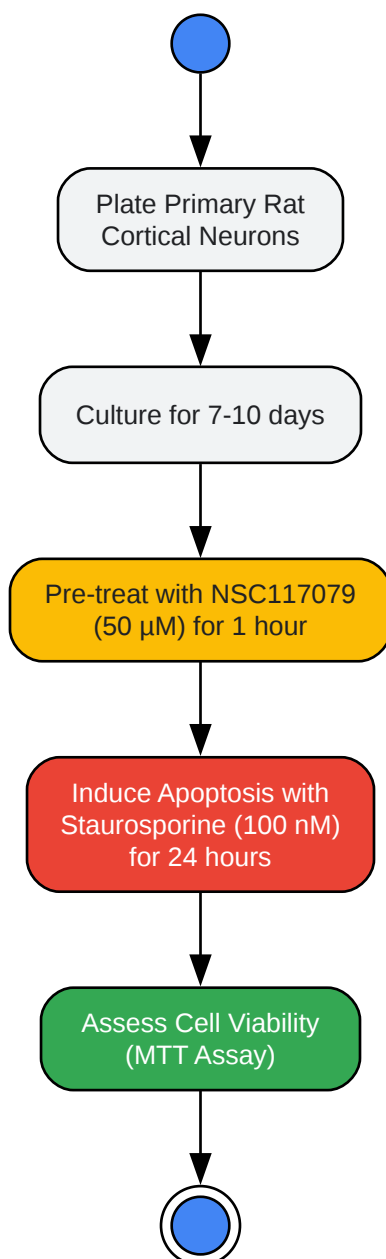 Plate Primary Rat
Cortical Neurons
Culture for 7-10 days
Pre-treat with NSC117079
(50 µM) for 1 hour
Induce Apoptosis with
Staurosporine (100 nM)
for 24 hours
Assess Cell Viability
(MTT Assay)